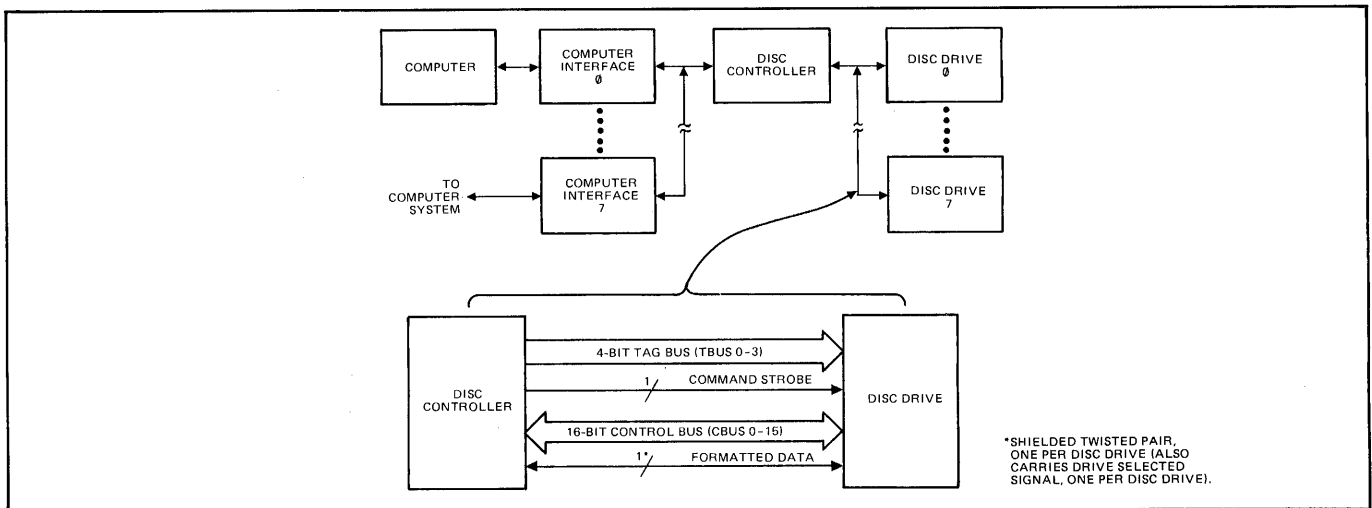 COMPUTER
COMPUTER
INTERFACE
Ø
DISC
CONTROLLER
DISC DRIVE
Ø
TO
COMPUTER
SYSTEM
COMPUTER
INTERFACE
7
DISC DRIVE
7
DISC
CONTROLLER
4-BIT TAG BUS (TBUS 0-3)
1 COMMAND STROBE
16-BIT CONTROL BUS (CBUS 0-15)
1* FORMATTED DATA
DISC DRIVE
*SHIELDED TWISTED PAIR,
ONE PER DISC DRIVE (ALSO
CARRIES DRIVE SELECTED
SIGNAL, ONE PER DISC DRIVE).